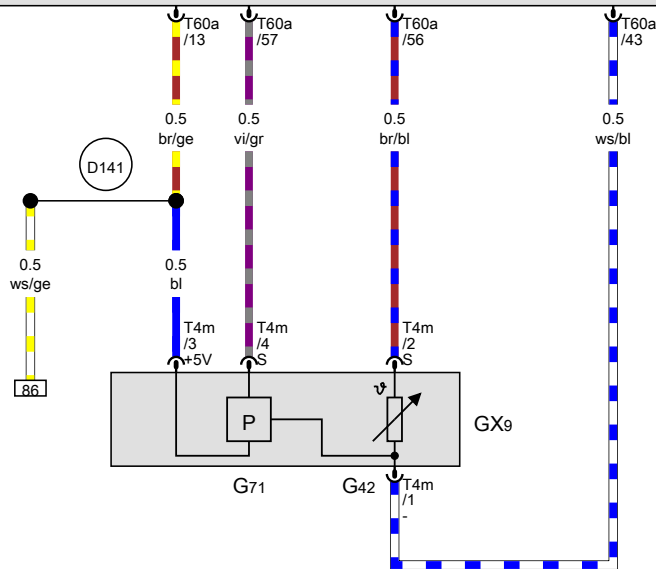 T60a
/13
T60a
/57
T60a
/56
T60a
/43
0.5
br/ge
0.5
vi/gr
0.5
br/bl
0.5
ws/bl
D141
0.5
ws/ge
0.5
bl
T4m
/3
+5V
T4m
/4
S
T4m
/2
S
86
ϑ
P
GX9
G71
G42
T4m
/1
-